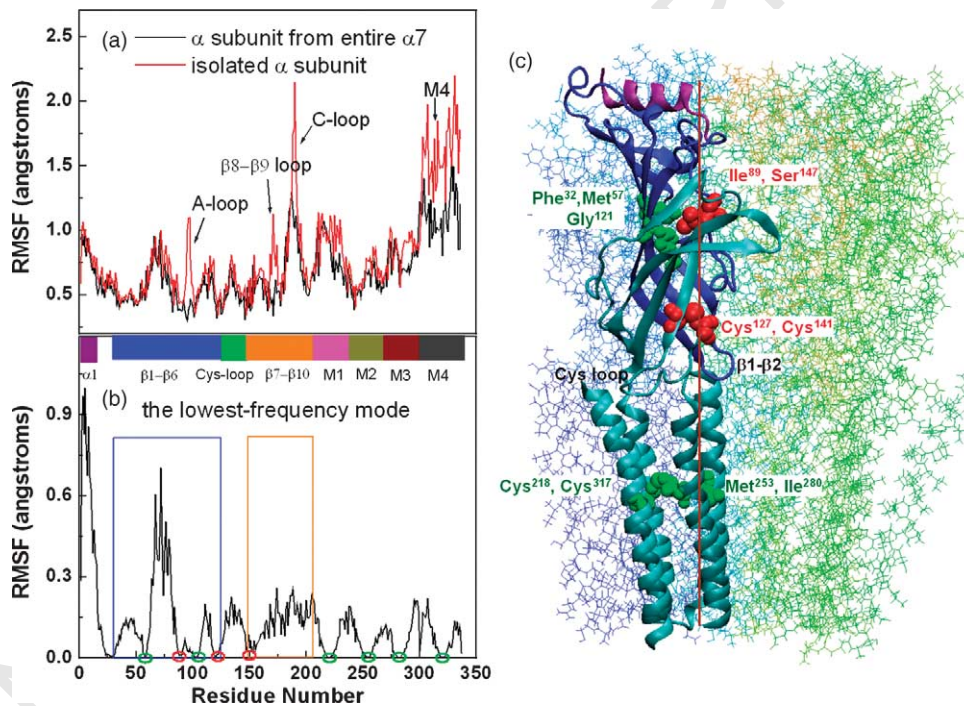 (a)
α subunit from entire α7
isolated α subunit
RMSF (angstroms)
2.5
2.0
1.5
1.0
0.5
A-loop
β8–β9 loop
C-loop
M4
α1
β1–β6
Cys-loop
β7–β10
M1
M2
M3
M4
(b)
the lowest-frequency mode
RMSF (angstroms)
0.9
0.6
0.3
0.0
0 50 100 150 200 250 300 350
Residue Number
(c)
Ile⁸⁹, Ser¹⁴⁷
Phe³²,Met⁵⁷
Gly¹²¹
Cys¹²⁷, Cys¹⁴¹
β1-β2
Cys loop
Cys²¹⁸, Cys³¹⁷
Met²⁵³, Ile²⁸⁰